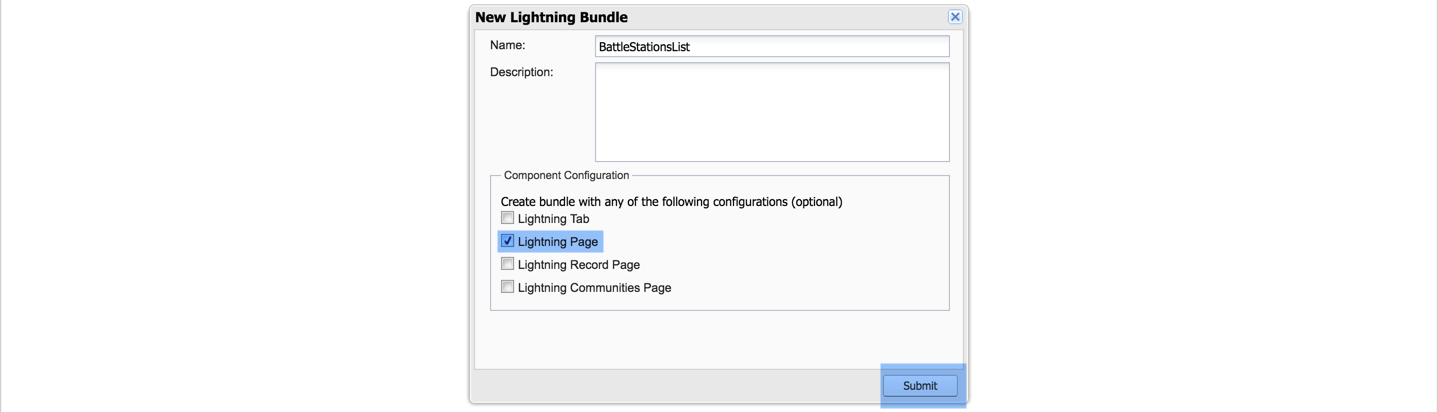 New Lightning Bundle
Name:
BattleStationsList
Description:
Component Configuration
Create bundle with any of the following configurations (optional)
Lightning Tab
Lightning Page
Lightning Record Page
Lightning Communities Page
Submit